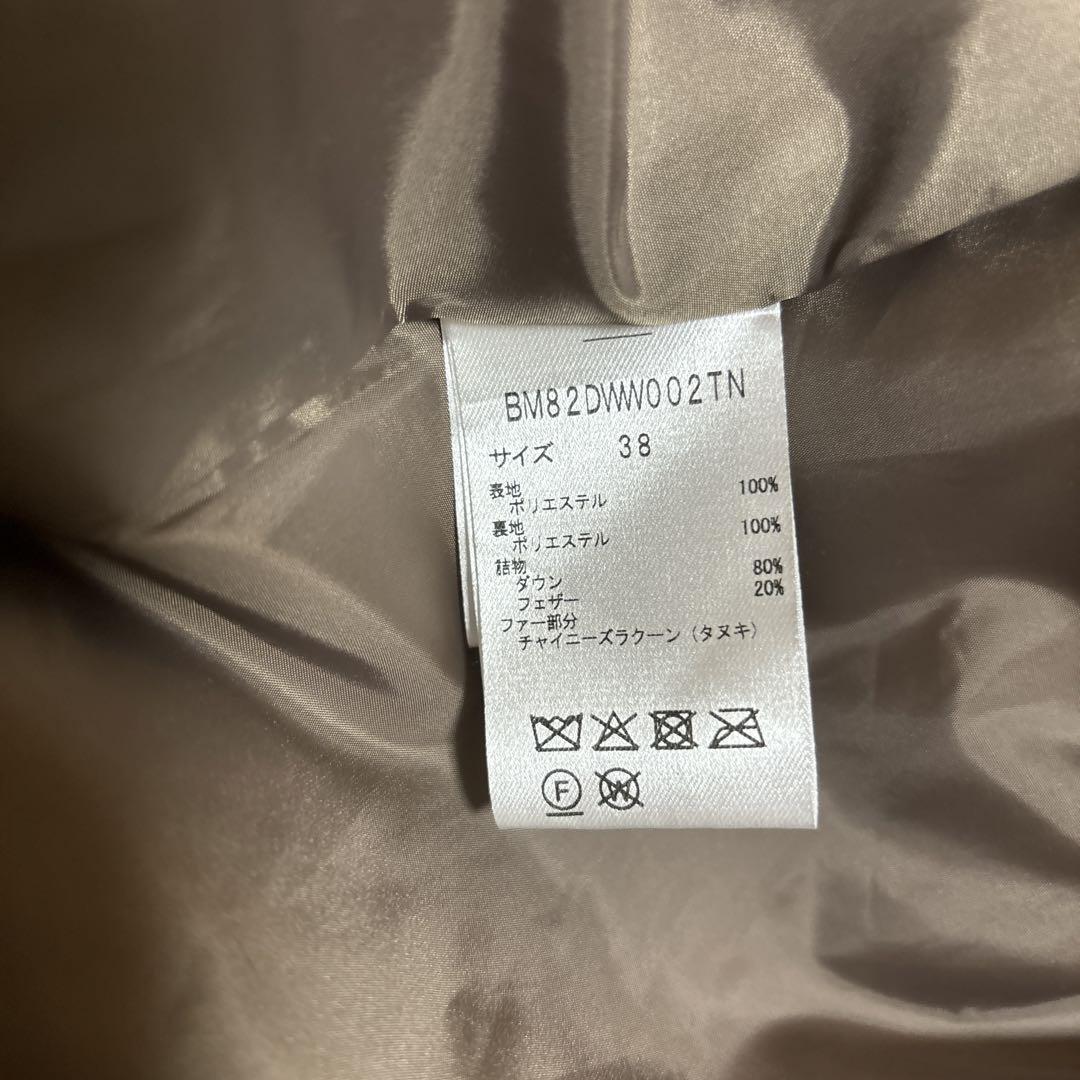 BM82DWW002TN
サイズ 38
表地 100%
ポリエステル
裏地 100%
ポリエステル
詰物 80%
ダウン 20%
フェザー
ファー部分
チャイニーズラクーン(タヌキ)
F W